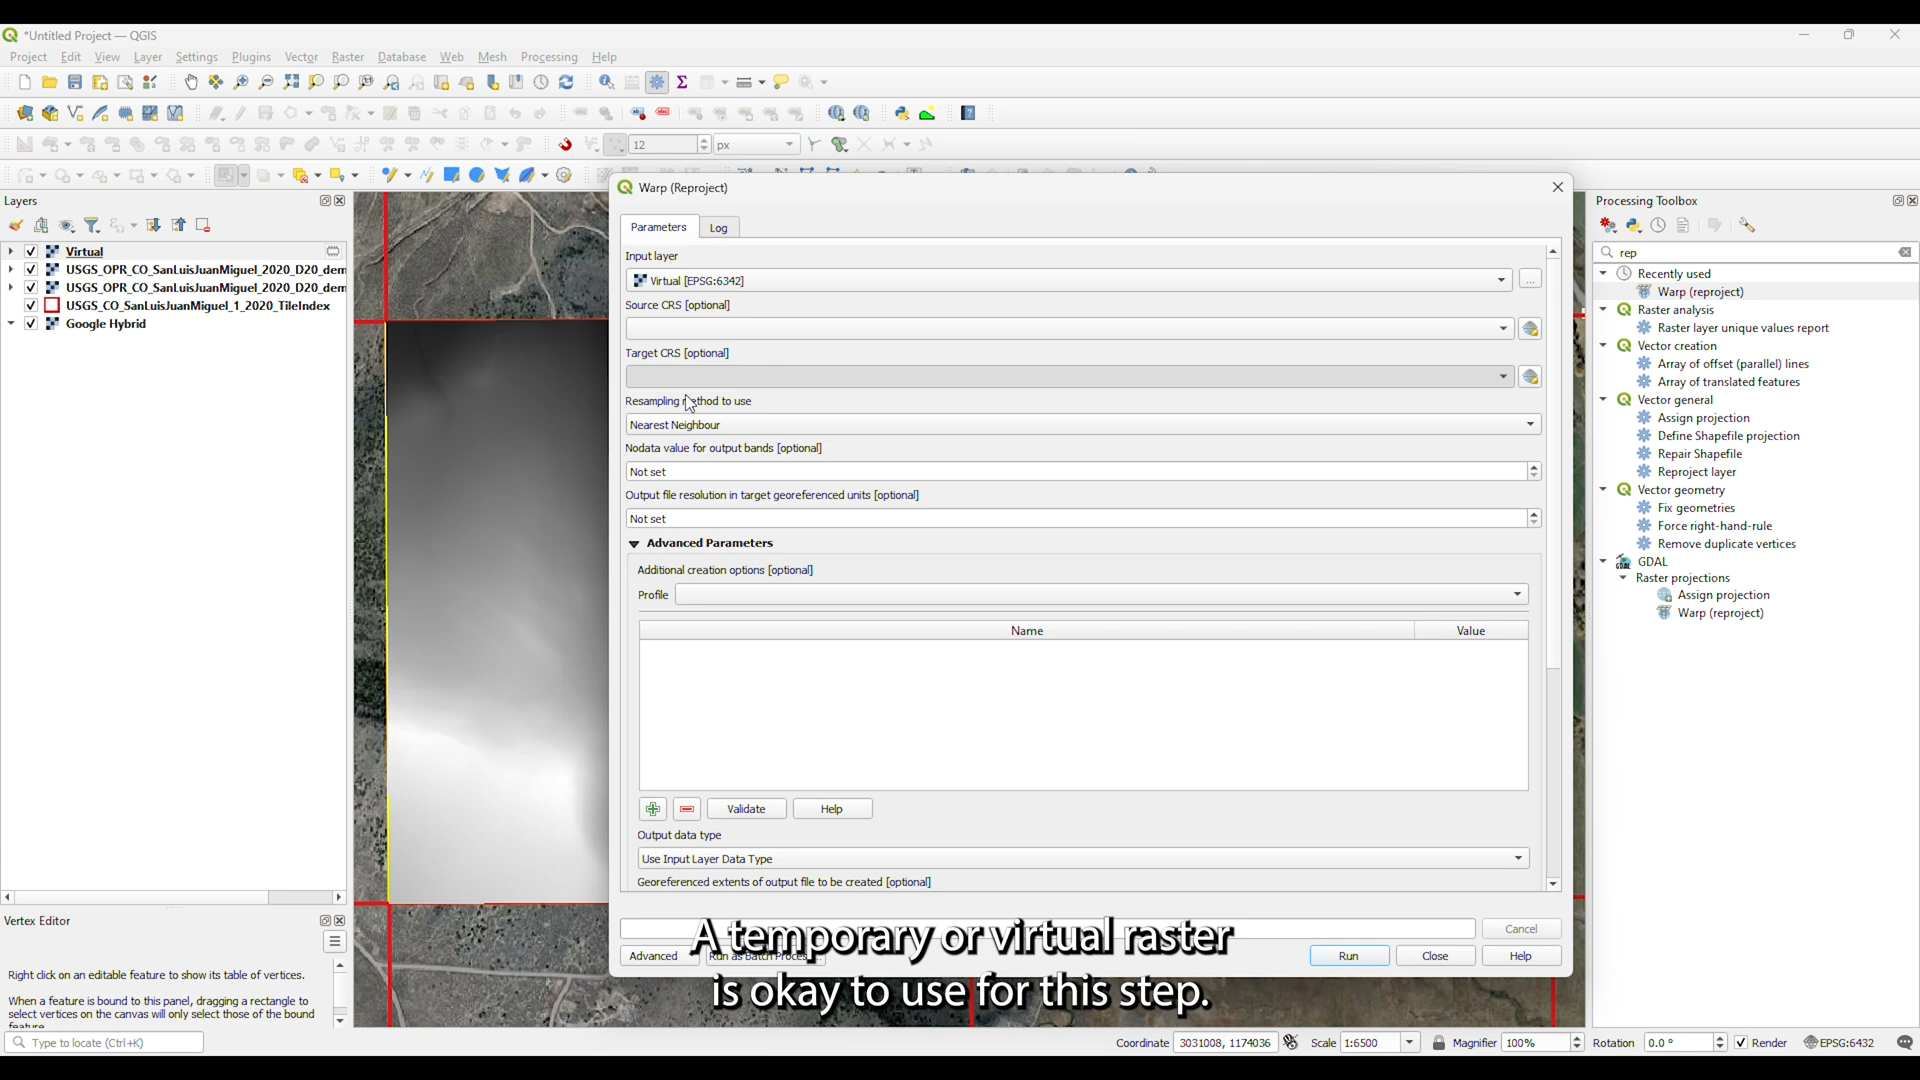 *Untitled Project — QGIS
Project Edit View Layer Settings Plugins Vector Raster Database Web Mesh Processing Help
12 px
Layers
Virtual
USGS_OPR_CO_SanLuisJuanMiguel_2020_D20_dem
USGS_OPR_CO_SanLuisJuanMiguel_2020_D20_dem
USGS_CO_SanLuisJuanMiguel_1_2020_TileIndex
Google Hybrid
Vertex Editor
Right click on an editable feature to show its table of vertices.
When a feature is bound to this panel, dragging a rectangle to
select vertices on the canvas will only select those of the bound
feature
Warp (Reproject)
Parameters Log
Input layer
Virtual [EPSG:6342]
...
Source CRS [optional]
Target CRS [optional]
Resampling method to use
Nearest Neighbour
Nodata value for output bands [optional]
Not set
Output file resolution in target georeferenced units [optional]
Not set
Advanced Parameters
Additional creation options [optional]
Profile
Name Value
Validate Help
Output data type
Use Input Layer Data Type
Georeferenced extents of output file to be created [optional]
Cancel
Advanced Run as Batch Process...
Run Close Help
A temporary or virtual raster
is okay to use for this step.
Processing Toolbox
rep
Recently used
Warp (reproject)
Raster analysis
Raster layer unique values report
Vector creation
Array of offset (parallel) lines
Array of translated features
Vector general
Assign projection
Define Shapefile projection
Repair Shapefile
Reproject layer
Vector geometry
Fix geometries
Force right-hand-rule
Remove duplicate vertices
GDAL
Raster projections
Assign projection
Warp (reproject)
Type to locate (Ctrl+K)
Coordinate 3031008, 1174036 Scale 1:6500 Magnifier 100% Rotation 0.0 ° Render EPSG:6432